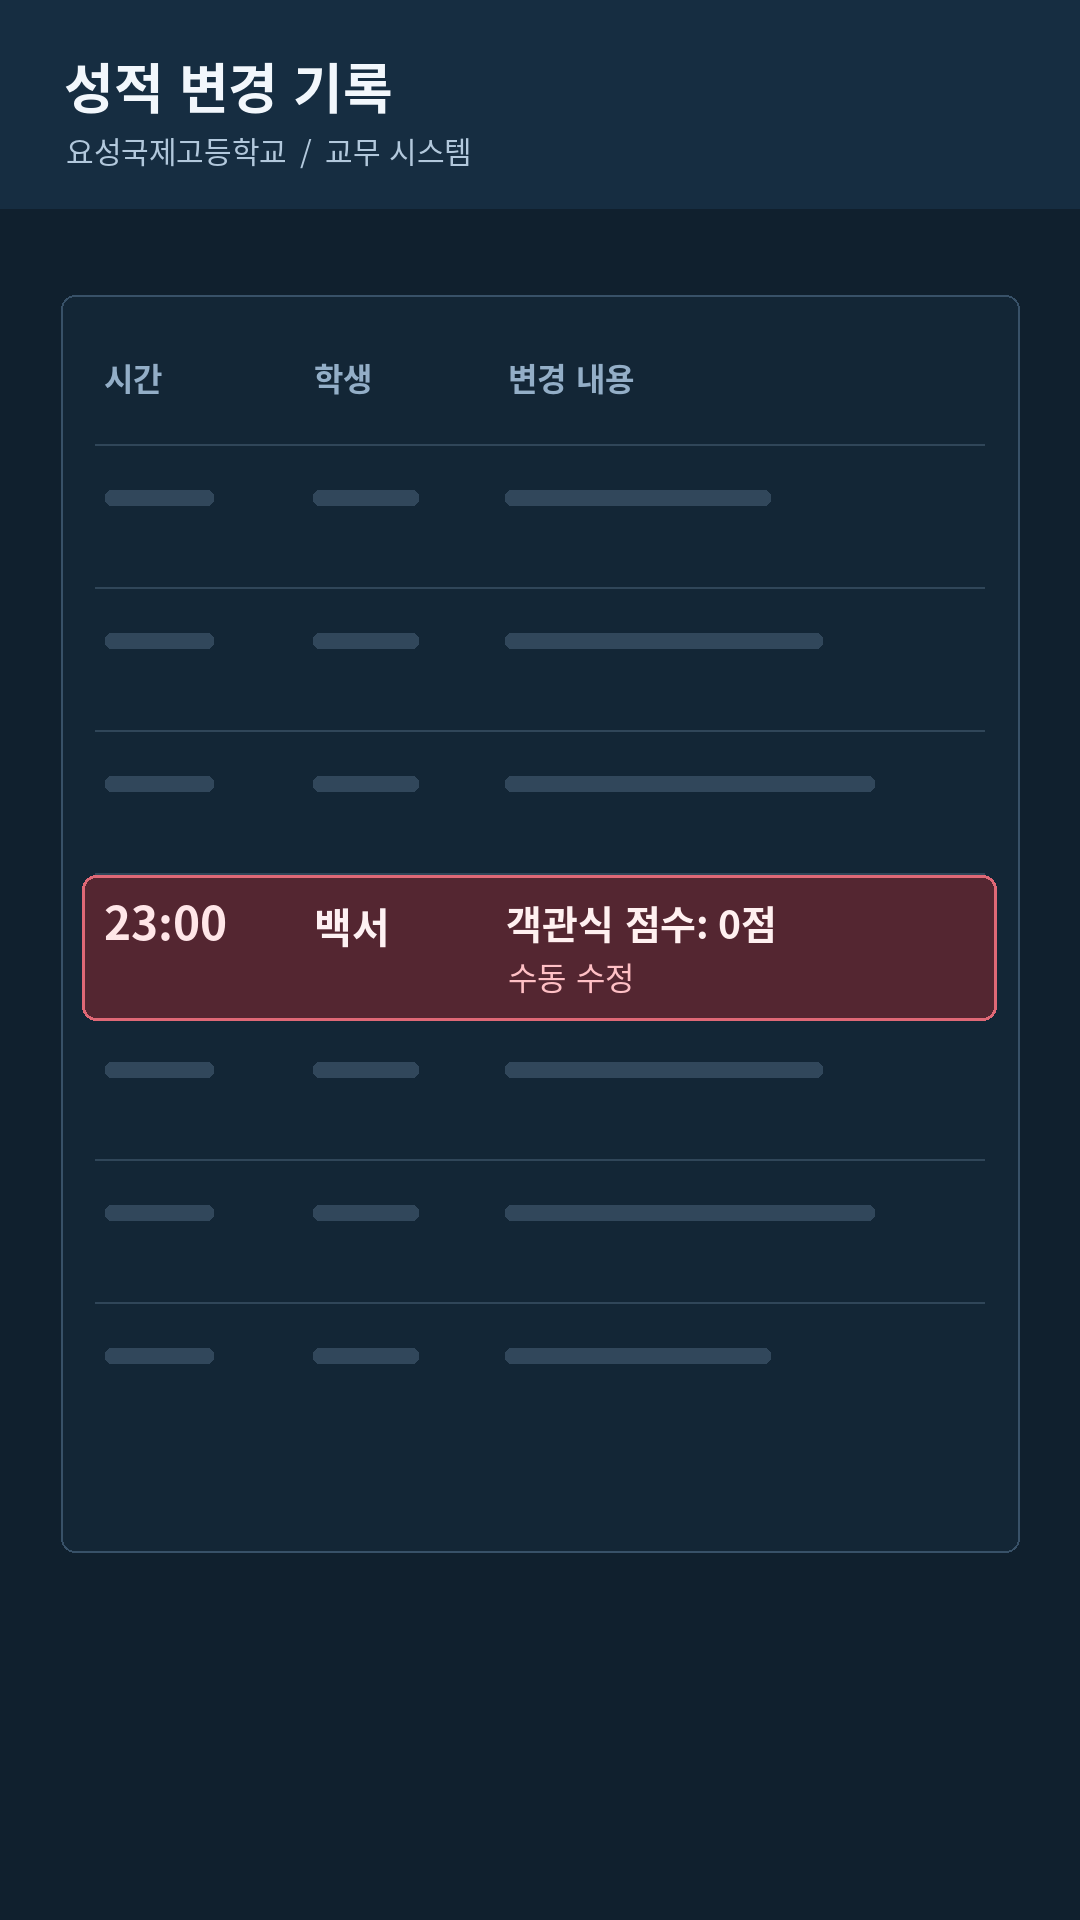 성적 변경 기록
요성국제고등학교 / 교무 시스템
시간 학생 변경 내용
23:00 백서 객관식 점수: 0점
수동 수정